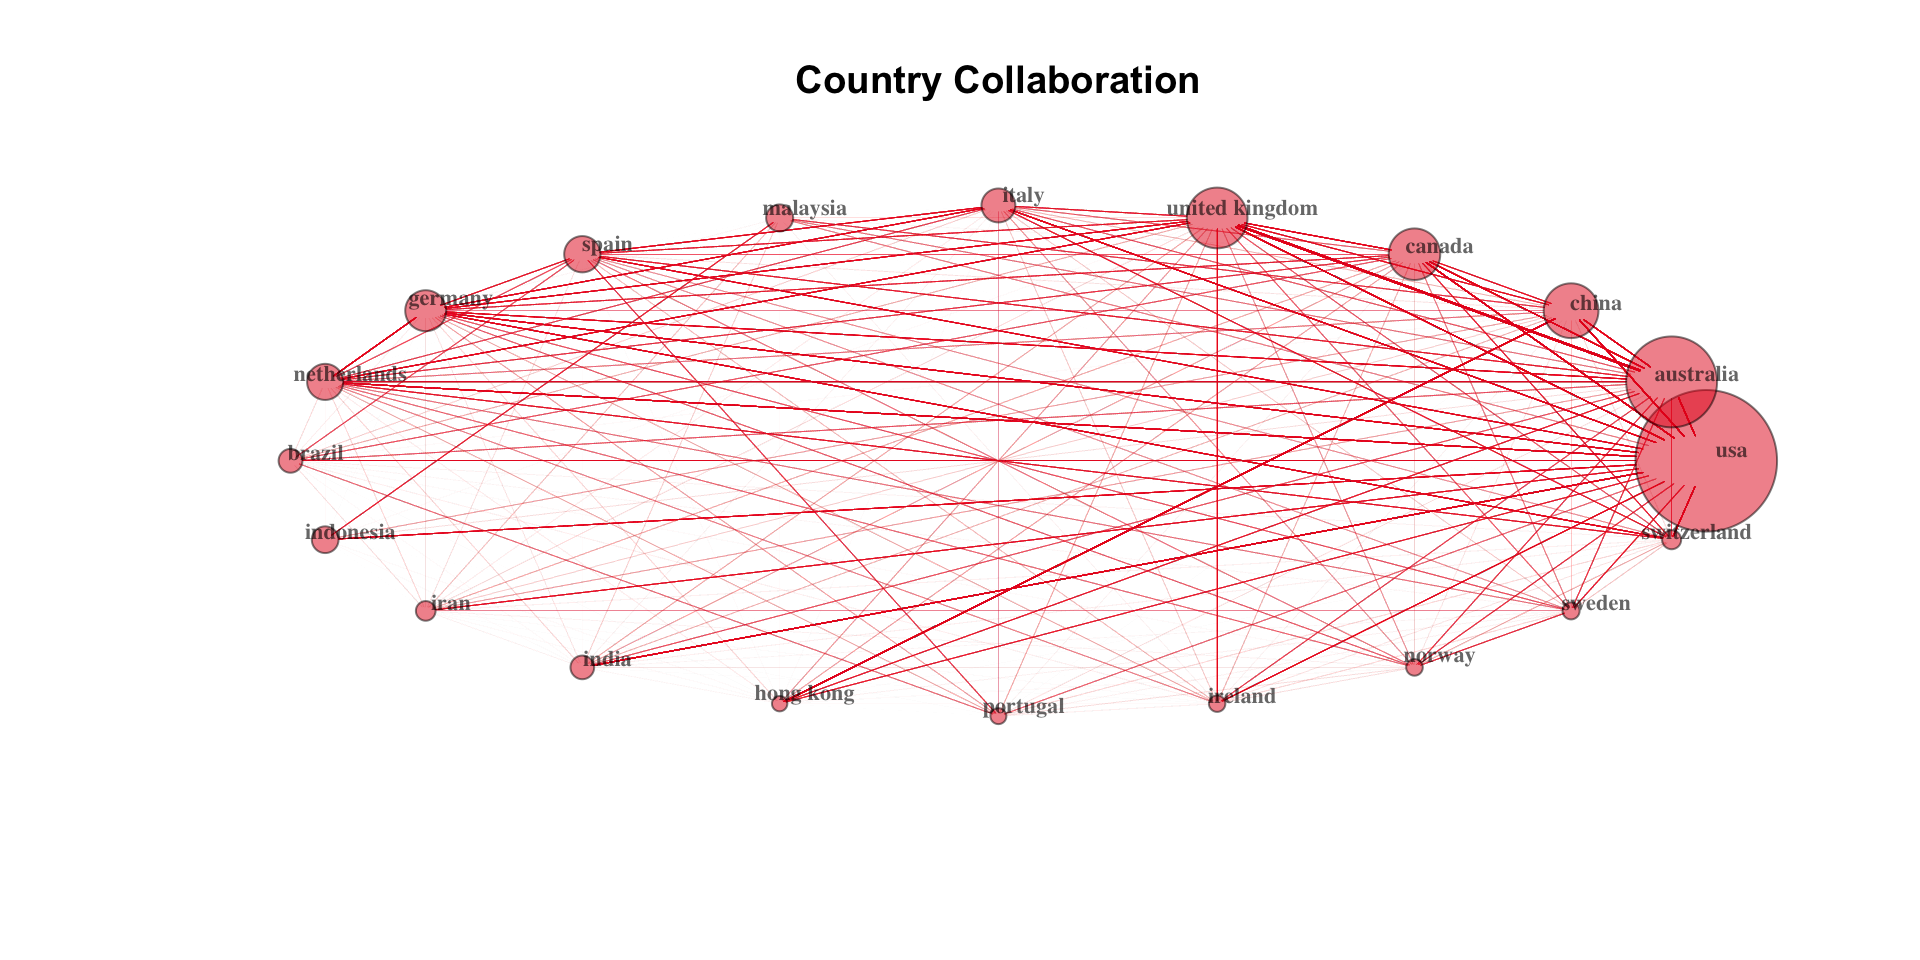 Country Collaboration
italy
malaysia
united kingdom
spain
canada
germany
china
netherlands
australia
brazil
usa
indonesia
switzerland
iran
sweden
india
norway
hong kong
ireland
portugal